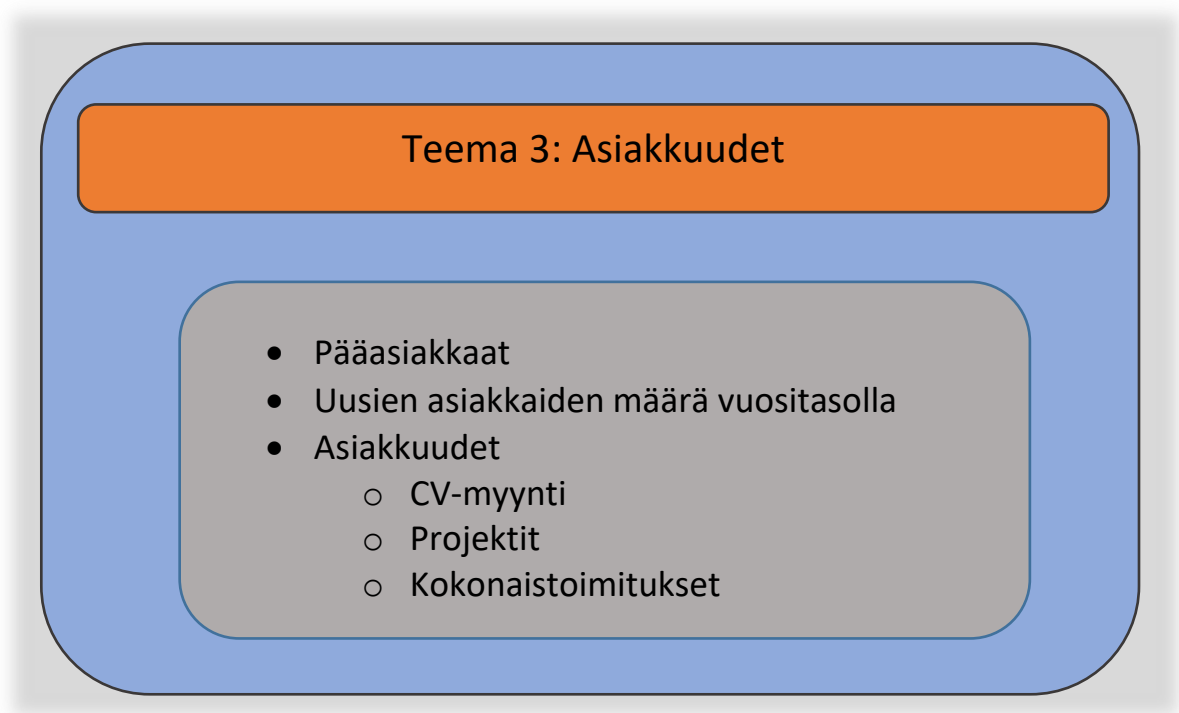 Teema 3: Asiakkuudet
• Pääasiakkaat
• Uusien asiakkaiden määrä vuositasolla
• Asiakkuudet
o CV-myynti
o Projektit
o Kokonaistoimitukset